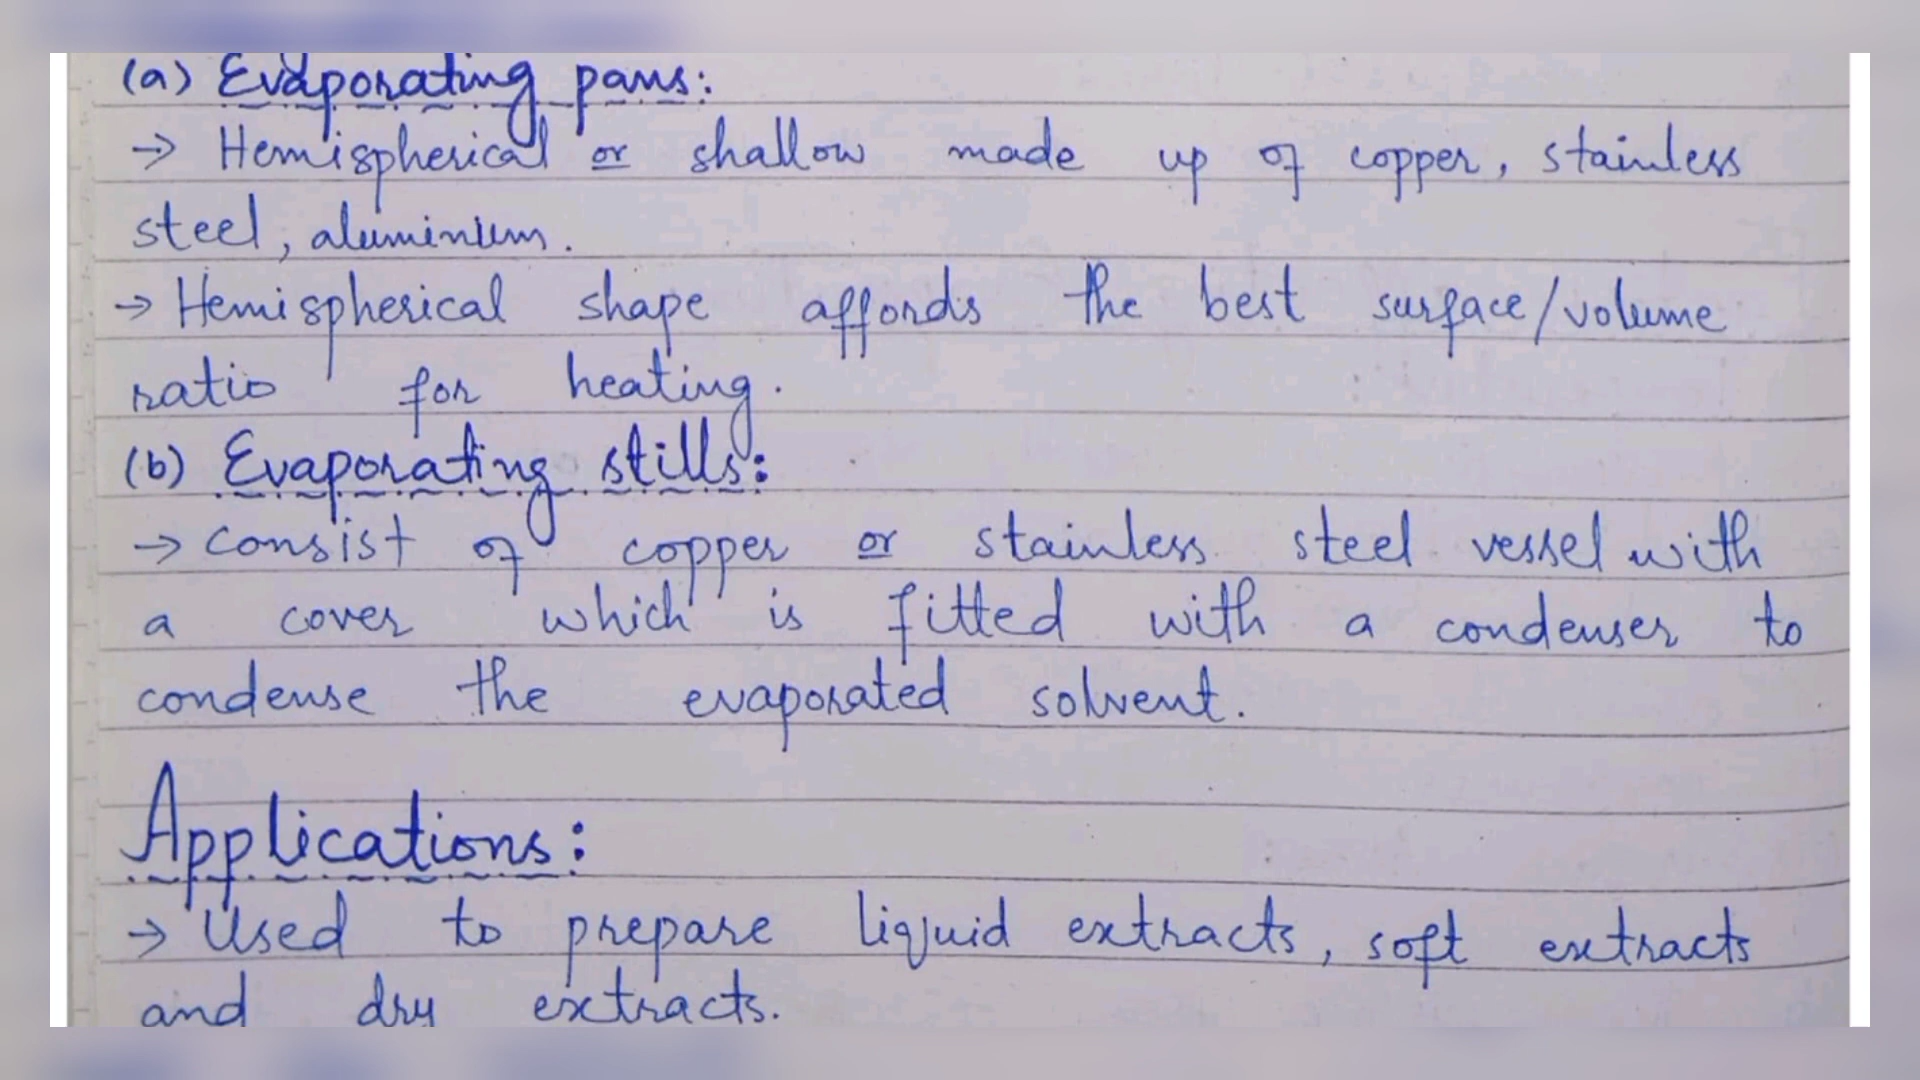 (a) Evaporating pans:
→ Hemispherical or shallow made up of copper, stainless
steel, aluminium.
→ Hemispherical shape affords the best surface/volume
ratio for heating.
(b) Evaporating stills:
→ consist of copper or stainless steel vessel with
a cover which is fitted with a condenser to
condense the evaporated solvent.
Applications:
→ Used to prepare liquid extracts, soft extracts
and dry extracts.